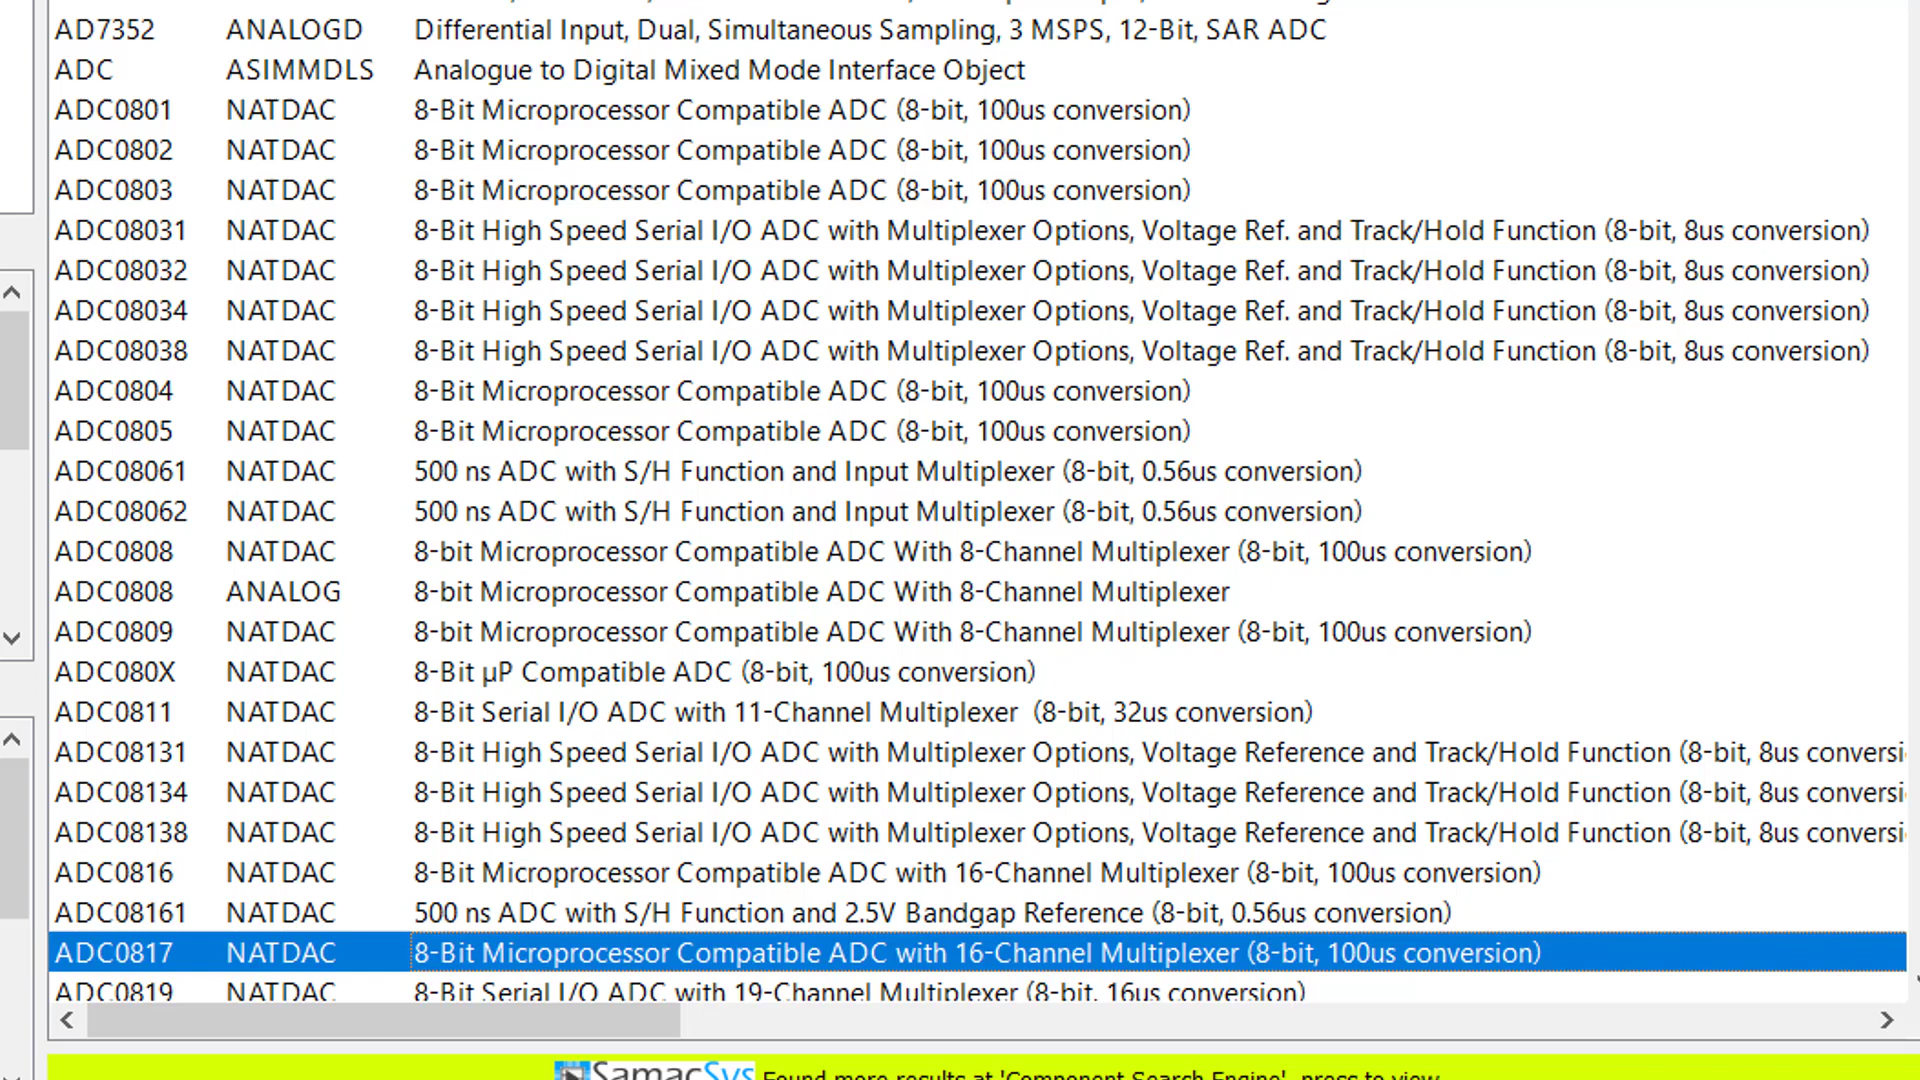 AD7352 ANALOGD Differential Input, Dual, Simultaneous Sampling, 3 MSPS, 12-Bit, SAR ADC
ADC ASIMMDLS Analogue to Digital Mixed Mode Interface Object
ADC0801 NATDAC 8-Bit Microprocessor Compatible ADC (8-bit, 100us conversion)
ADC0802 NATDAC 8-Bit Microprocessor Compatible ADC (8-bit, 100us conversion)
ADC0803 NATDAC 8-Bit Microprocessor Compatible ADC (8-bit, 100us conversion)
ADC08031 NATDAC 8-Bit High Speed Serial I/O ADC with Multiplexer Options, Voltage Ref. and Track/Hold Function (8-bit, 8us conversion)
ADC08032 NATDAC 8-Bit High Speed Serial I/O ADC with Multiplexer Options, Voltage Ref. and Track/Hold Function (8-bit, 8us conversion)
ADC08034 NATDAC 8-Bit High Speed Serial I/O ADC with Multiplexer Options, Voltage Ref. and Track/Hold Function (8-bit, 8us conversion)
ADC08038 NATDAC 8-Bit High Speed Serial I/O ADC with Multiplexer Options, Voltage Ref. and Track/Hold Function (8-bit, 8us conversion)
ADC0804 NATDAC 8-Bit Microprocessor Compatible ADC (8-bit, 100us conversion)
ADC0805 NATDAC 8-Bit Microprocessor Compatible ADC (8-bit, 100us conversion)
ADC08061 NATDAC 500 ns ADC with S/H Function and Input Multiplexer (8-bit, 0.56us conversion)
ADC08062 NATDAC 500 ns ADC with S/H Function and Input Multiplexer (8-bit, 0.56us conversion)
ADC0808 NATDAC 8-bit Microprocessor Compatible ADC With 8-Channel Multiplexer (8-bit, 100us conversion)
ADC0808 ANALOG 8-bit Microprocessor Compatible ADC With 8-Channel Multiplexer
ADC0809 NATDAC 8-bit Microprocessor Compatible ADC With 8-Channel Multiplexer (8-bit, 100us conversion)
ADC080X NATDAC 8-Bit µP Compatible ADC (8-bit, 100us conversion)
ADC0811 NATDAC 8-Bit Serial I/O ADC with 11-Channel Multiplexer (8-bit, 32us conversion)
ADC08131 NATDAC 8-Bit High Speed Serial I/O ADC with Multiplexer Options, Voltage Reference and Track/Hold Function (8-bit, 8us conversi
ADC08134 NATDAC 8-Bit High Speed Serial I/O ADC with Multiplexer Options, Voltage Reference and Track/Hold Function (8-bit, 8us conversi
ADC08138 NATDAC 8-Bit High Speed Serial I/O ADC with Multiplexer Options, Voltage Reference and Track/Hold Function (8-bit, 8us conversi
ADC0816 NATDAC 8-Bit Microprocessor Compatible ADC with 16-Channel Multiplexer (8-bit, 100us conversion)
ADC08161 NATDAC 500 ns ADC with S/H Function and 2.5V Bandgap Reference (8-bit, 0.56us conversion)
ADC0817 NATDAC 8-Bit Microprocessor Compatible ADC with 16-Channel Multiplexer (8-bit, 100us conversion)
ADC0819 NATDAC 8-Bit Serial I/O ADC with 19-Channel Multiplexer (8-bit, 16us conversion)
SamacSys Found more results at 'Component Search Engine', press to view